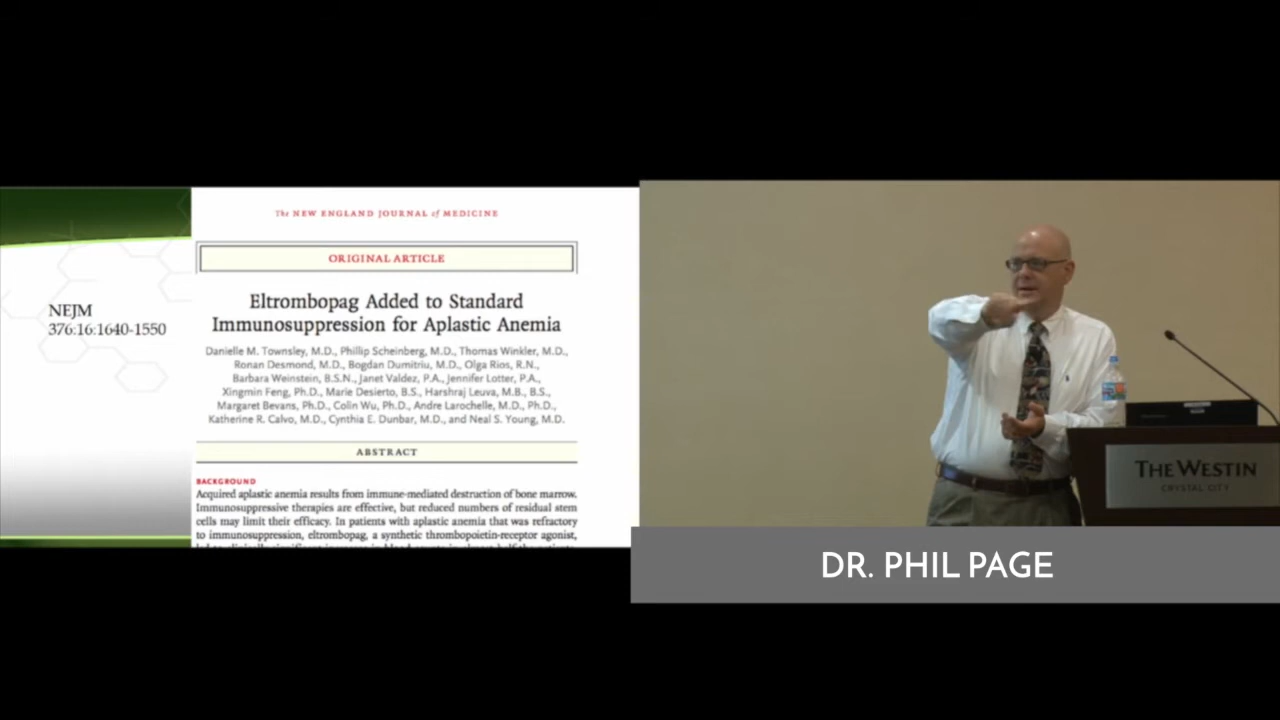 NEJM
376:16:1640-1550
The NEW ENGLAND JOURNAL of MEDICINE
ORIGINAL ARTICLE
Eltrombopag Added to Standard
Immunosuppression for Aplastic Anemia
Danielle M. Townsley, M.D., Phillip Scheinberg, M.D., Thomas Winkler, M.D.,
Ronan Desmond, M.D., Bogdan Dumitriu, M.D., Olga Rios, R.N.,
Barbara Weinstein, B.S.N., Janet Valdez, P.A., Jennifer Lotter, P.A.,
Xingmin Feng, Ph.D., Marie Desierto, B.S., Harshraj Leuva, M.B., B.S.,
Margaret Bevans, Ph.D., Colin Wu, Ph.D., Andre Larochelle, M.D., Ph.D.,
Katherine R. Calvo, M.D., Cynthia E. Dunbar, M.D., and Neal S. Young, M.D.
ABSTRACT
BACKGROUND
Acquired aplastic anemia results from immune-mediated destruction of bone marrow.
Immunosuppressive therapies are effective, but reduced numbers of residual stem
cells may limit their efficacy. In patients with aplastic anemia that was refractory
to immunosuppression, eltrombopag, a synthetic thrombopoietin-receptor agonist,
THE WESTIN
CRYSTAL CITY
DR. PHIL PAGE